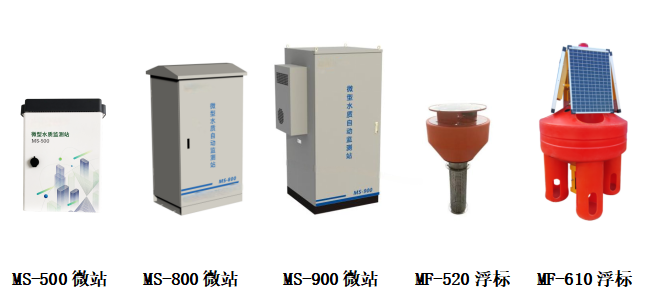 微型水质监测站
MS-500
微型水质自动监测站
MS-800
微型水质自动监测站
MS-900
MS-500 微站
MS-800 微站
MS-900 微站
MF-520 浮标
MF-610 浮标